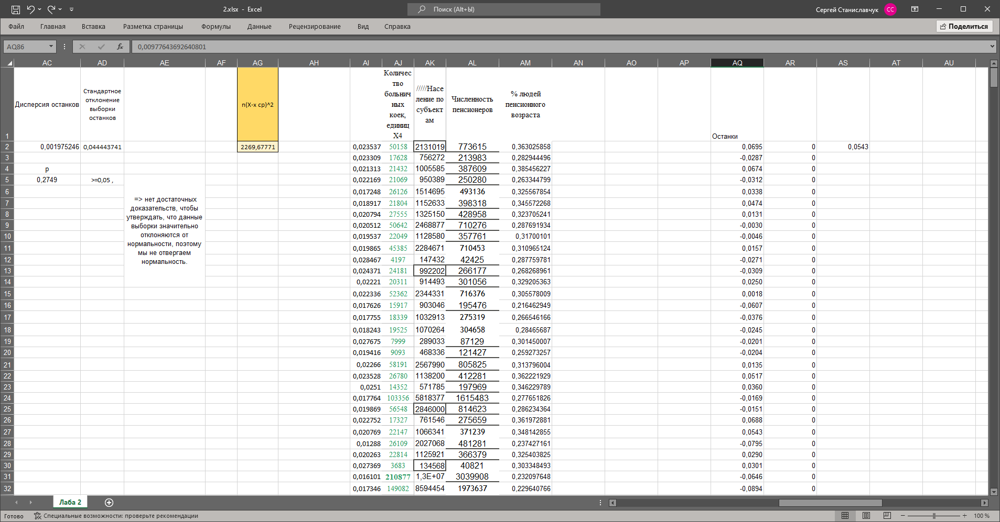 2.xlsx - Excel
Поиск (Alt+Ы)
Сергей Станиславчук
СС
Файл Главная Вставка Разметка страницы Формулы Данные Рецензирование Вид Справка
Поделиться
AQ86 fx 0,00977643692640801
AC AD AE AF AG AH AI AJ AK AL AM AN AO AP AQ AR AS AT AU
1 Дисперсия останков
Стандартное
отклонение
выборки
останков
n(X-x ср)^2
Количес
тво
больнич
ных
коек,
единиц
X4
/////Насе
ление по
субъект
ам
Численность
пенсионеров
% людей
пенсионного
возраста
Останки
2 0,001975246 0,044443741 2269,67771 0,023537 50158 2131019 773615 0,363025858 0,0695 0 0,0543
3 0,023309 17628 756272 213983 0,282944496 -0,0287 0
4 р 0,021313 21432 1005585 387609 0,385456227 0,0674 0
5 0,2749 >=0,05 , 0,022169 21069 950389 250280 0,263344799 -0,0312 0
=> нет достаточных
доказательств, чтобы
утверждать, что данные
выборки значительно
отклоняются от
нормальности, поэтому
мы не отвергаем
нормальность.
6 0,017248 26126 1514695 493136 0,325567854 0,0338 0
7 0,018917 21804 1152633 398318 0,345572268 0,0474 0
8 0,020794 27555 1325150 428958 0,323705241 0,0131 0
9 0,020512 50642 2468877 710276 0,287691934 -0,0030 0
10 0,019537 22049 1128580 357761 0,31700101 -0,0046 0
11 0,019865 45385 2284671 710453 0,310965124 0,0157 0
12 0,028467 4197 147432 42425 0,287759781 -0,0271 0
13 0,024371 24181 992202 266177 0,268268961 -0,0309 0
14 0,02221 20311 914493 301056 0,329205363 0,0250 0
15 0,022336 52362 2344331 716376 0,305578009 0,0018 0
16 0,017626 15917 903046 195476 0,216462949 -0,0607 0
17 0,017755 18339 1032913 275319 0,266546166 -0,0376 0
18 0,018243 19525 1070264 304658 0,28465687 -0,0245 0
19 0,027675 7999 289033 87129 0,301450007 -0,0201 0
20 0,019416 9093 468336 121427 0,259273257 -0,0204 0
21 0,02266 58191 2567990 805825 0,313796004 0,0135 0
22 0,023528 26780 1138200 412281 0,362221929 0,0517 0
23 0,0251 14352 571785 197969 0,346229789 0,0360 0
24 0,017764 103356 5818377 1615483 0,277651826 -0,0169 0
25 0,019869 56548 2846000 814623 0,286234364 -0,0151 0
26 0,022752 17327 761546 275659 0,361972881 0,0688 0
27 0,020769 22147 1066341 371239 0,348142855 0,0543 0
28 0,01288 26109 2027068 481281 0,237427161 -0,0795 0
29 0,020263 22814 1125921 366379 0,325403825 0,0290 0
30 0,027369 3683 134568 40821 0,303348493 0,0301 0
31 0,016101 210877 1,3E+07 3039908 0,232097648 -0,0646 0
32 0,017346 149082 8594454 1973637 0,229640766 -0,0894 0
Лаба 2
Готово Специальные возможности: проверьте рекомендации 100 %